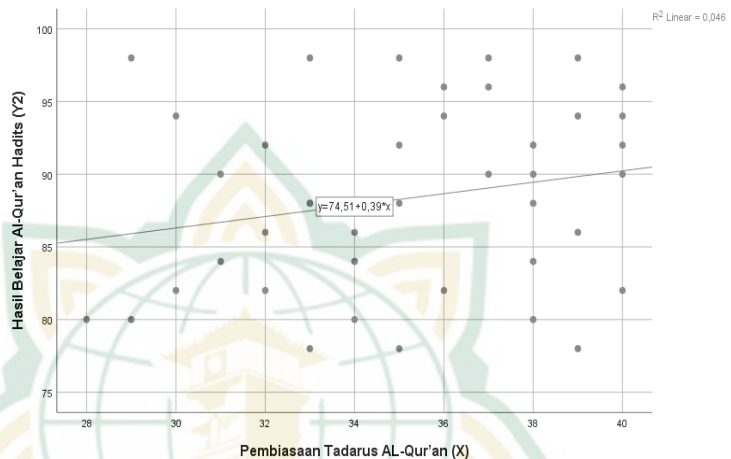 R² Linear = 0,046
100
95
90
85
80
75
Hasil Belajar Al-Qur'an Hadits (Y2)
y=74,51+0,39*x
28 30 32 34 36 38 40
Pembiasaan Tadarus AL-Qur'an (X)